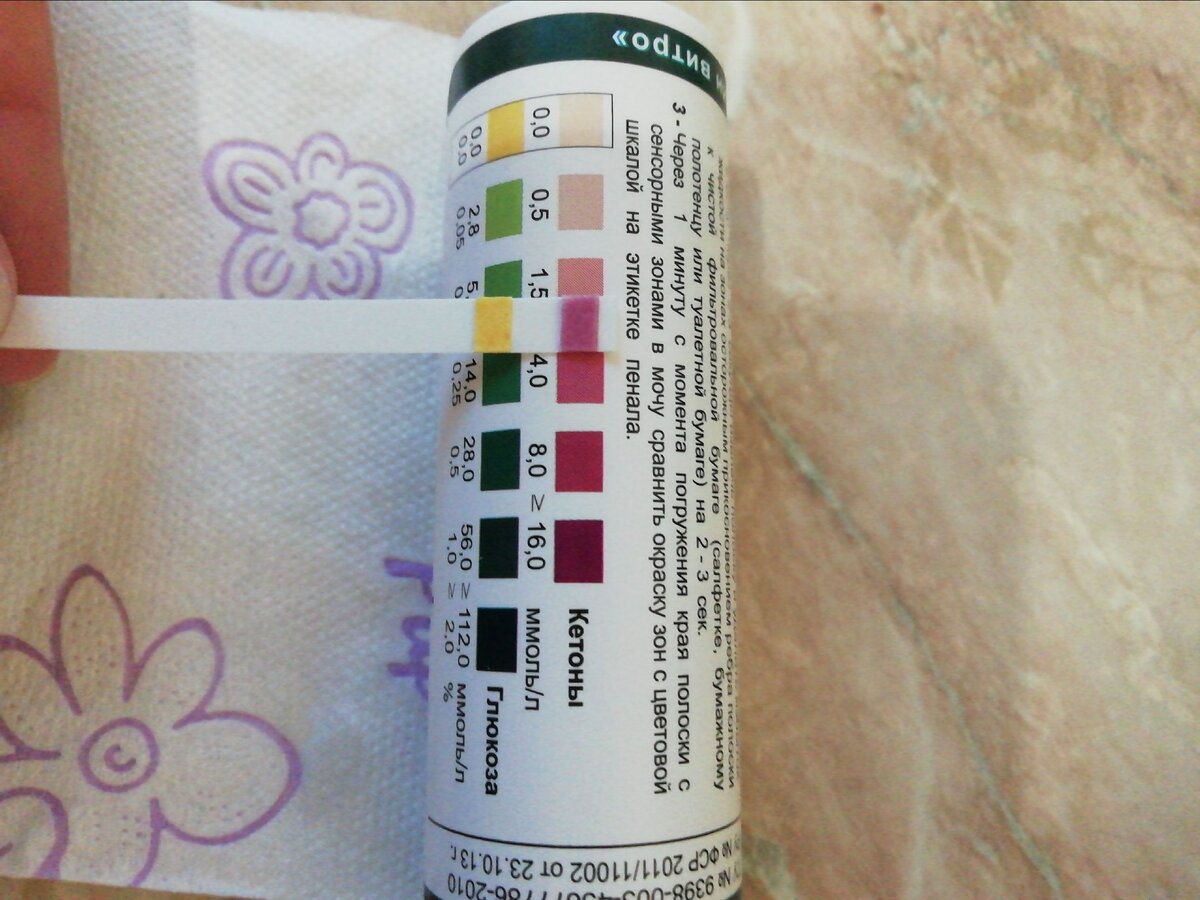 н витро»
к чистой фильтровальной бумаге (салфетке, бумажному
полотенцу или туалетной бумаге) на 2 - 3 сек.
3 - Через 1 минуту с момента погружения края полоски с
сенсорными зонами в мочу сравнить окраску зон с цветовой
шкалой на этикетке пенала.
Кетоны
0,0 0,5 1,5 4,0 8,0 ≥ 16,0 ммоль/л
Глюкоза
0,0 2,8 5, 14,0 28,0 56,0 ≥ 112,0 ммоль/л
0,0 0,05 0,25 0,5 1,0 ≥ 2,0 %
№ ФСР 2011/11002 от 23.10.13 г.